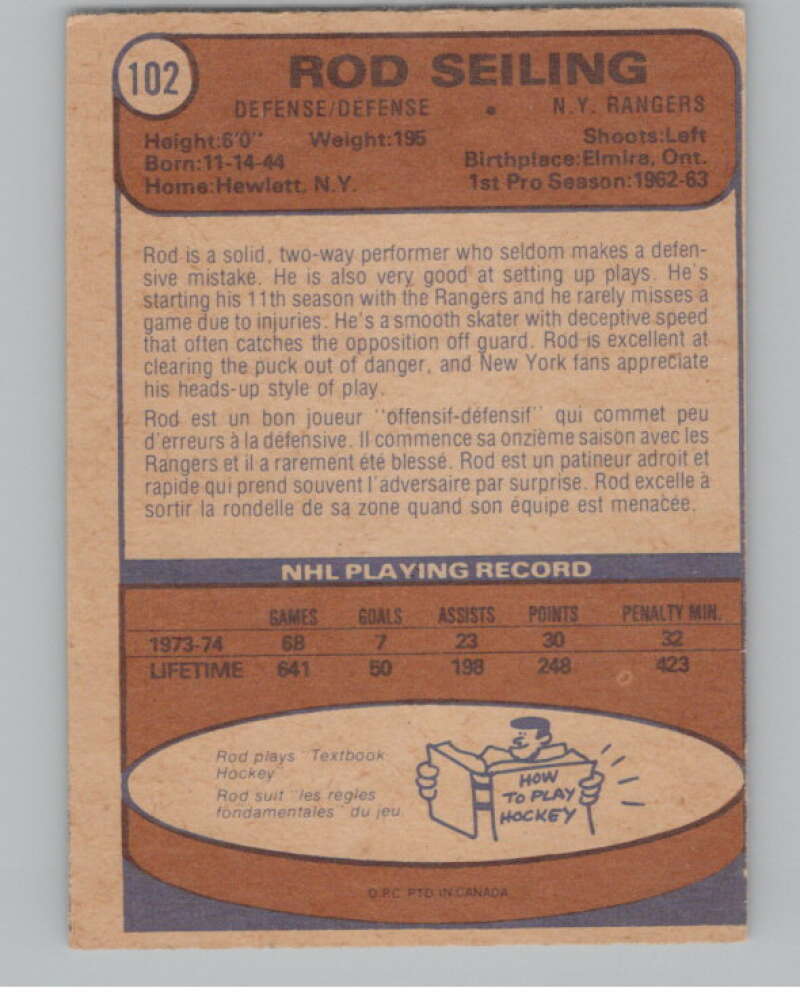 102
ROD SEILING
DEFENSE/DEFENSE • N.Y. RANGERS
Height:6'0" Weight:195 Shoots:Left
Born:11-14-44 Birthplace:Elmira, Ont.
Home:Hewlett, N.Y. 1st Pro Season:1962-63
Rod is a solid, two-way performer who seldom makes a defen-
sive mistake. He is also very good at setting up plays. He's
starting his 11th season with the Rangers and he rarely misses a
game due to injuries. He's a smooth skater with deceptive speed
that often catches the opposition off guard. Rod is excellent at
clearing the puck out of danger, and New York fans appreciate
his heads-up style of play.
Rod est un bon joueur "offensif-défensif" qui commet peu
d'erreurs à la défensive. Il commence sa onzième saison avec les
Rangers et il a rarement été blessé. Rod est un patineur adroit et
rapide qui prend souvent l'adversaire par surprise. Rod excelle à
sortir la rondelle de sa zone quand son équipe est menacée.
NHL PLAYING RECORD
GAMES GOALS ASSISTS POINTS PENALTY MIN.
1973-74 68 7 23 30 32
LIFETIME 641 50 198 248 423
Rod plays "Textbook
Hockey"
Rod suit "les règles
fondamentales" du jeu.
HOW
TO PLAY
HOCKEY
O.P.C. PTD. IN CANADA